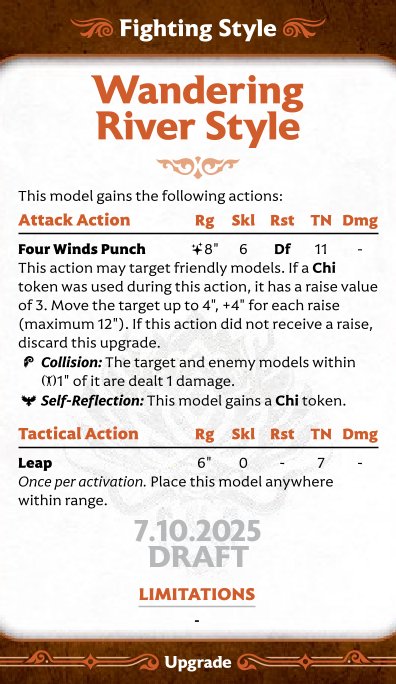 Fighting Style
Wandering
River Style
This model gains the following actions:
Attack Action Rg Skl Rst TN Dmg
Four Winds Punch 8" 6 Df 11 -
This action may target friendly models. If a Chi
token was used during this action, it has a raise value
of 3. Move the target up to 4", +4" for each raise
(maximum 12"). If this action did not receive a raise,
discard this upgrade.
Collision: The target and enemy models within
1" of it are dealt 1 damage.
Self-Reflection: This model gains a Chi token.
Tactical Action Rg Skl Rst TN Dmg
Leap 6" 0 - 7 -
Once per activation. Place this model anywhere
within range.
7.10.2025
DRAFT
LIMITATIONS
-
Upgrade